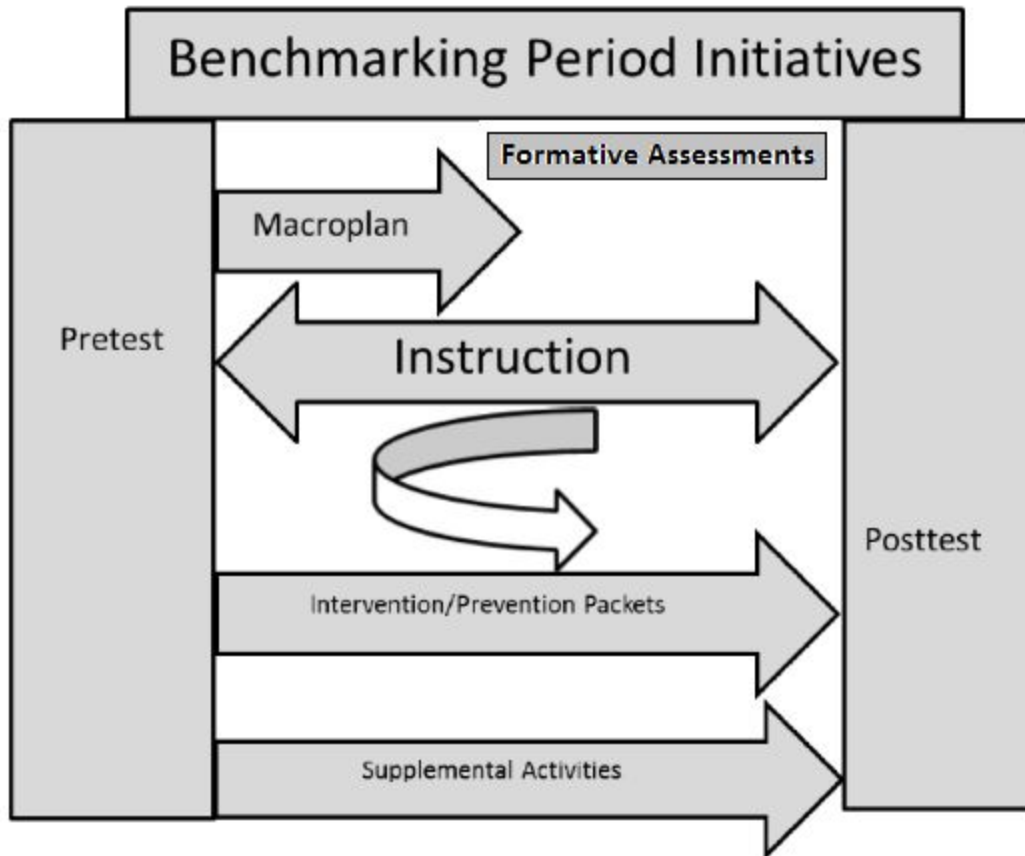 Benchmarking Period Initiatives
Formative Assessments
Macroplan
Pretest
Instruction
Posttest
Intervention/Prevention Packets
Supplemental Activities